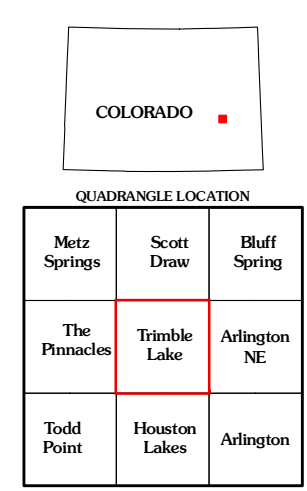 COLORADO
QUADRANGLE LOCATION
Metz
Springs
Scott
Draw
Bluff
Spring
The
Pinnacles
Trimble
Lake
Arlington
NE
Todd
Point
Houston
Lakes
Arlington